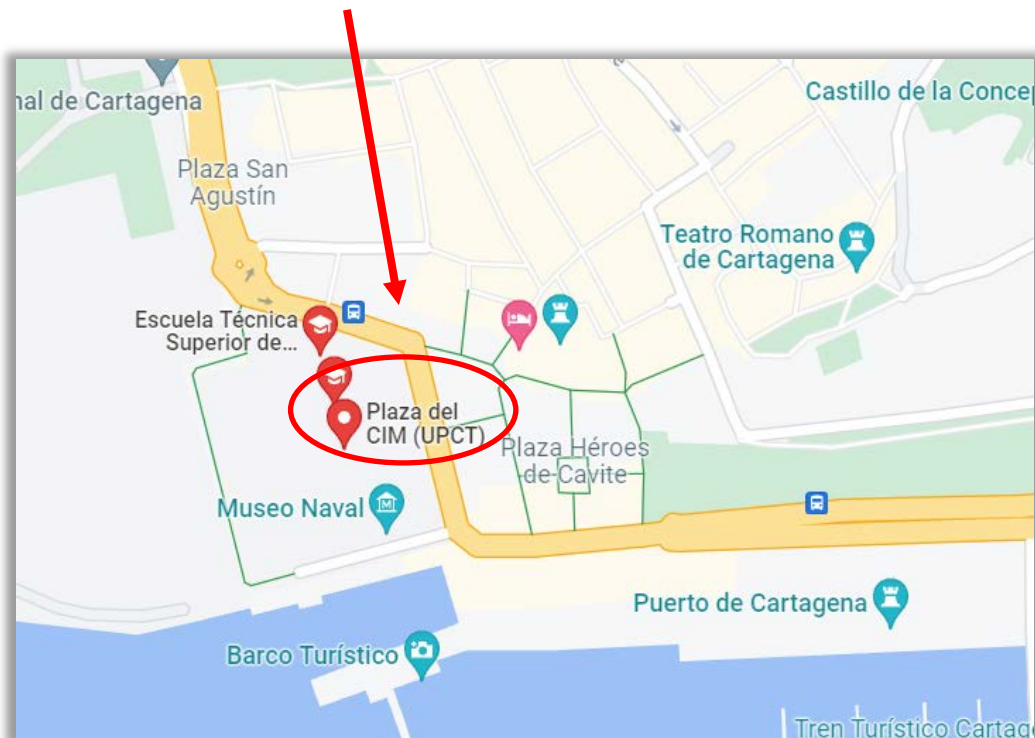 nal de Cartagena
Castillo de la Concep
Plaza San
Agustín
Teatro Romano
de Cartagena
Escuela Técnica
Superior de...
Plaza del
CIM (UPCT)
Plaza Héroes
de Cavite
Museo Naval
Puerto de Cartagena
Barco Turístico
Tren Turístico Cartage